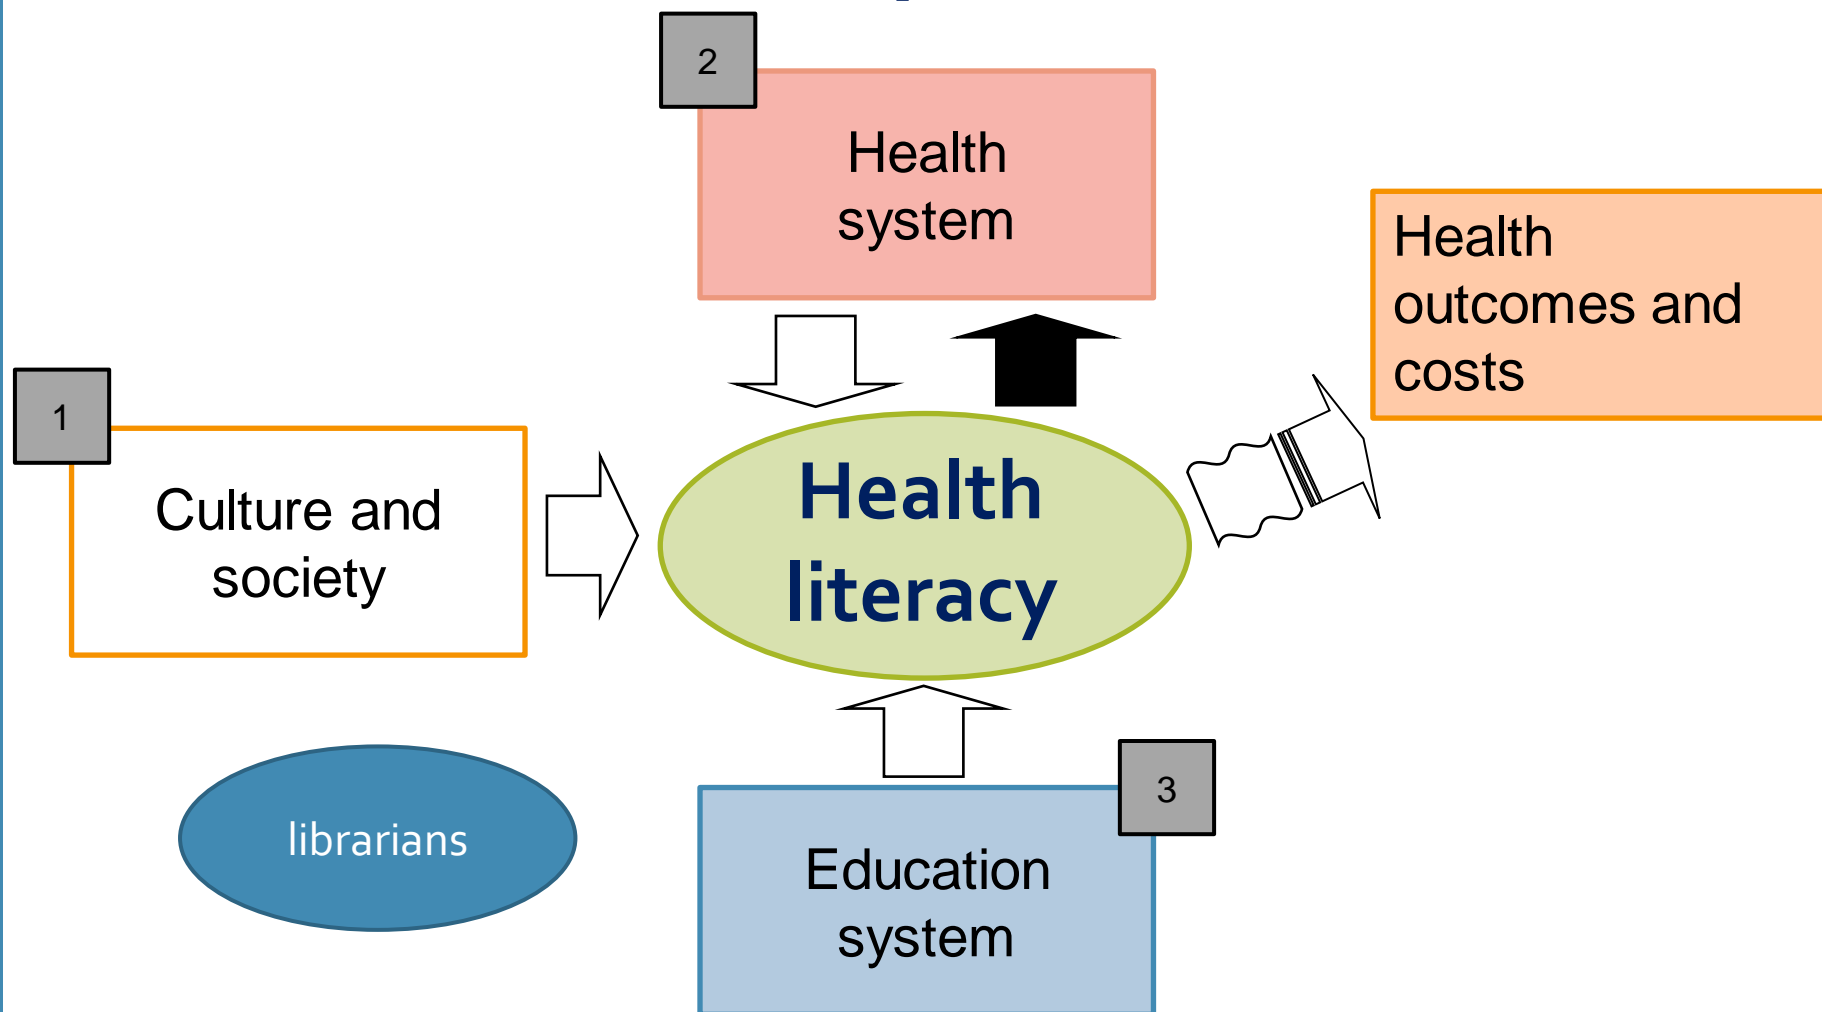 2
Health
system
Health
outcomes and
costs
1
Culture and
society
Health
literacy
librarians
3
Education
system